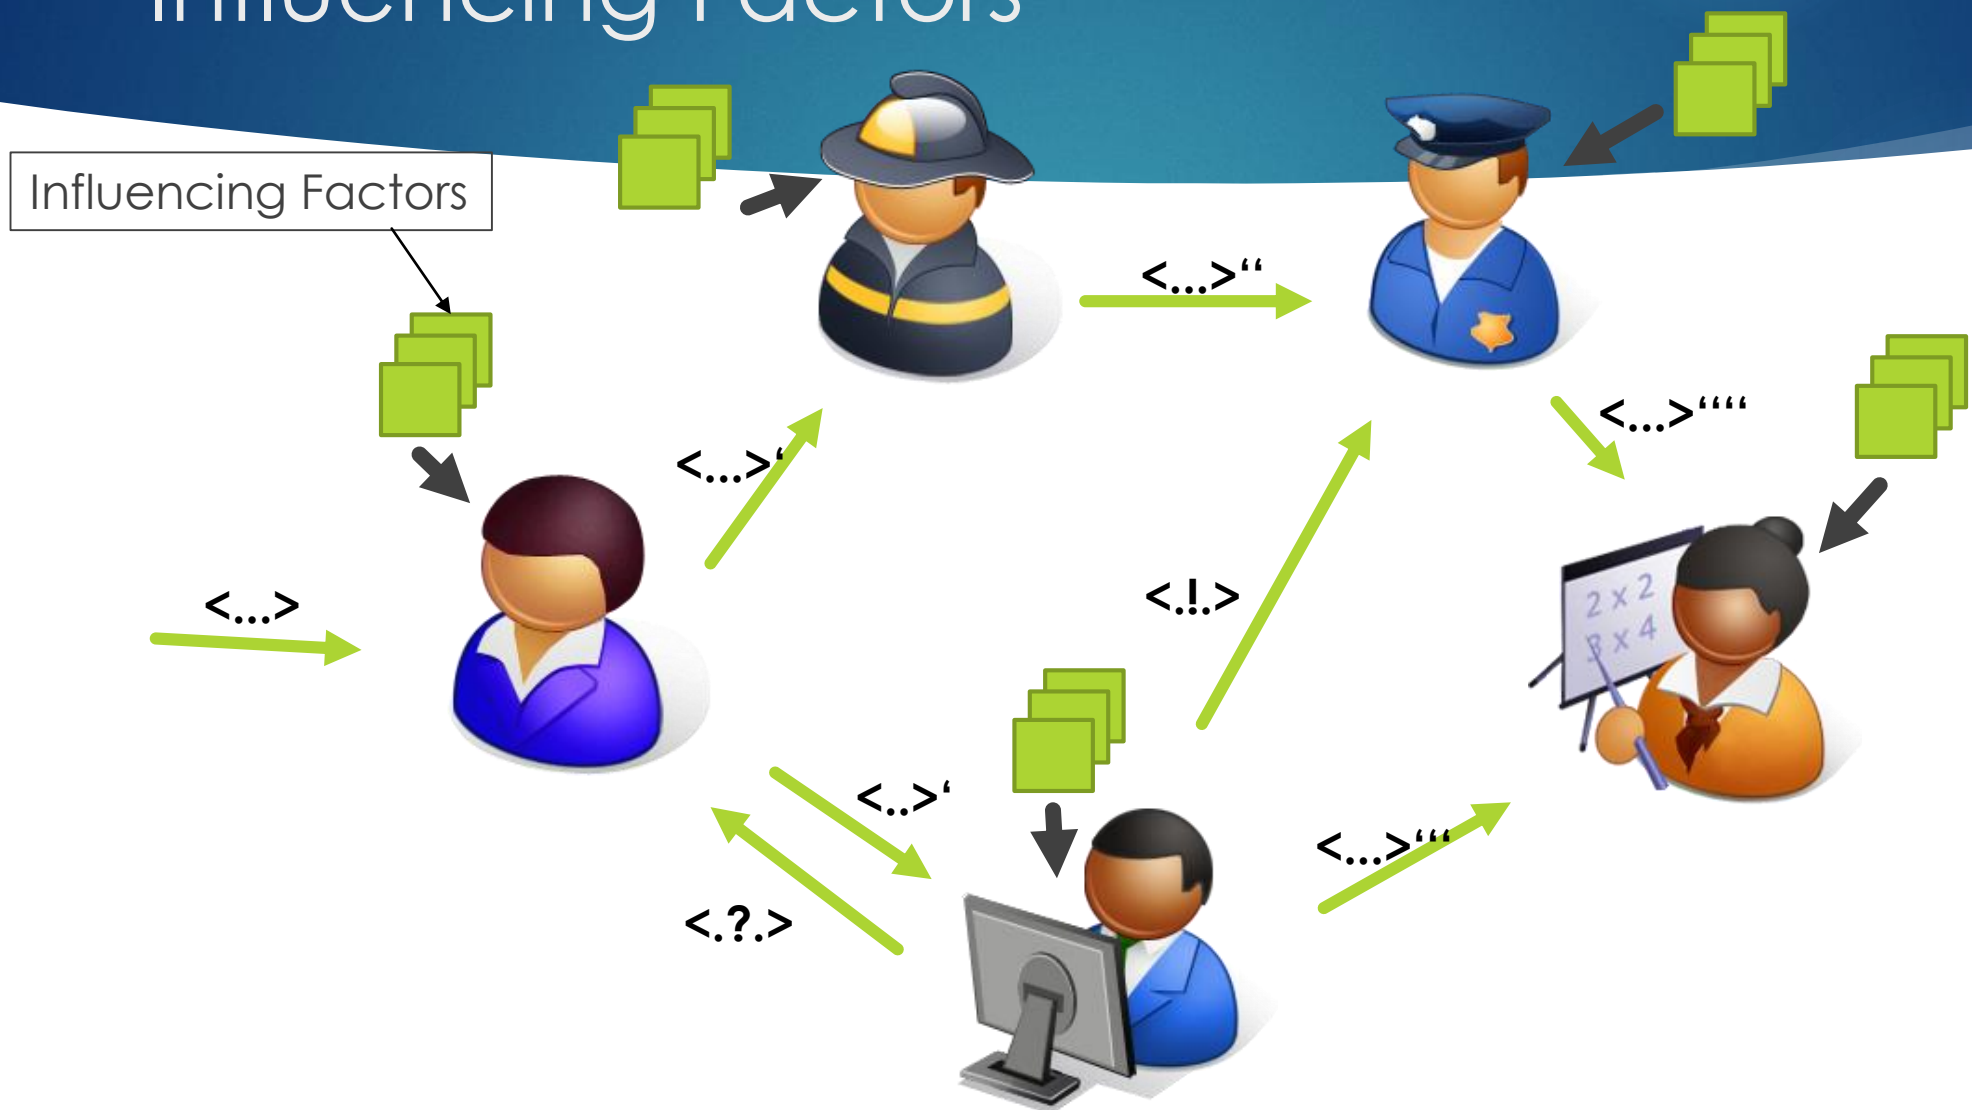 Influencing Factors
Influencing Factors
<...>‘‘
<...>‘‘‘‘
<...>‘
<...>
<.!.>
2 x 2
3 x 4
<..>‘
<...>‘‘‘
<.?.>